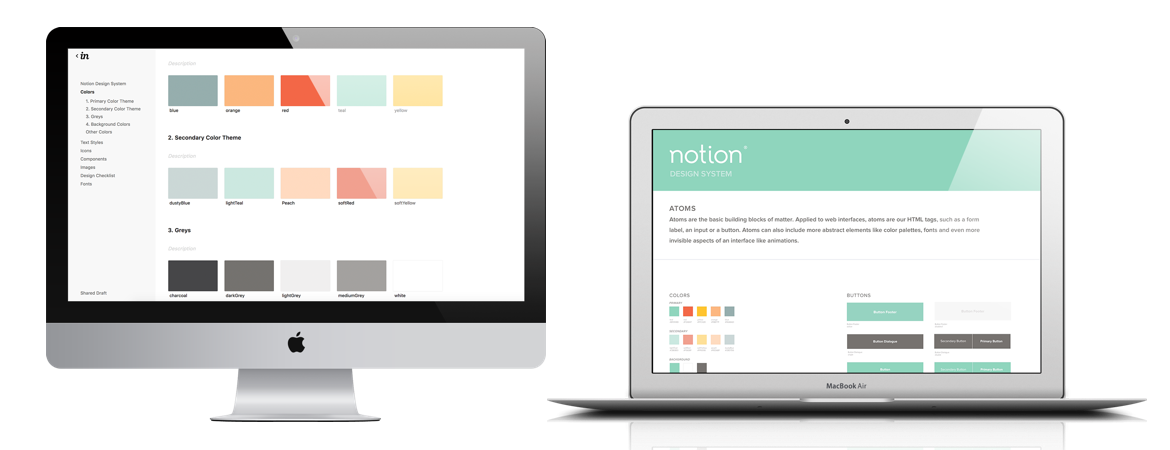 ‹ in
Notion Design System
Colors
1. Primary Color Theme
2. Secondary Color Theme
3. Greys
4. Background Colors
Other Colors
Text Styles
Icons
Components
Images
Design Checklist
Fonts
Shared Draft
Description
blue
orange
red
teal
yellow
2. Secondary Color Theme
Description
dustyBlue
lightTeal
Peach
softRed
softYellow
3. Greys
Description
charcoal
darkGrey
lightGrey
mediumGrey
white
notion®
DESIGN SYSTEM
ATOMS
Atoms are the basic building blocks of matter. Applied to web interfaces, atoms are our HTML tags, such as a form
label, an input or a button. Atoms can also include more abstract elements like color palettes, fonts and even more
invisible aspects of an interface like animations.
COLORS
PRIMARY
SECONDARY
BACKGROUND
BUTTONS
Button Dialogue
Secondary Button
Primary Button
Button
Secondary Button
Primary Button
MacBook Air